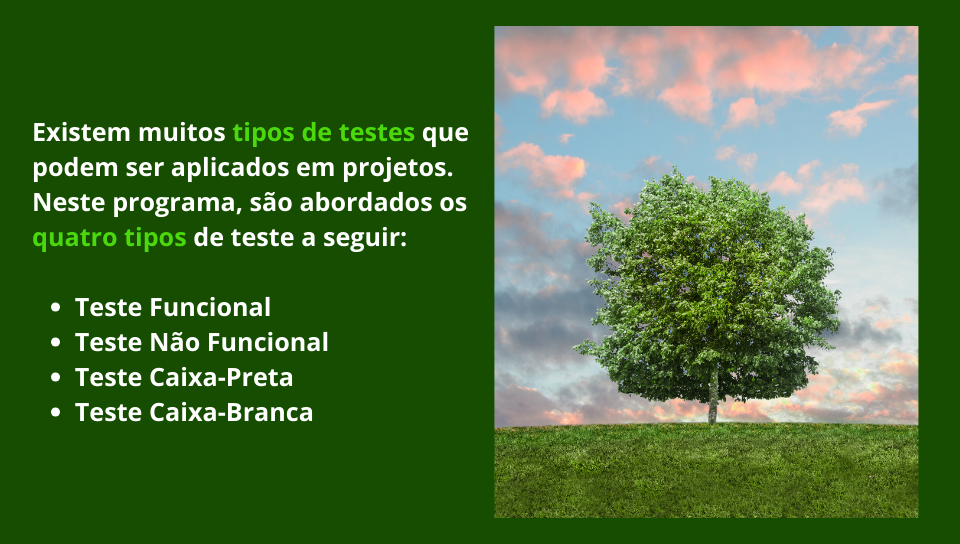 Existem muitos tipos de testes que
podem ser aplicados em projetos.
Neste programa, são abordados os
quatro tipos de teste a seguir:
• Teste Funcional
• Teste Não Funcional
• Teste Caixa-Preta
• Teste Caixa-Branca